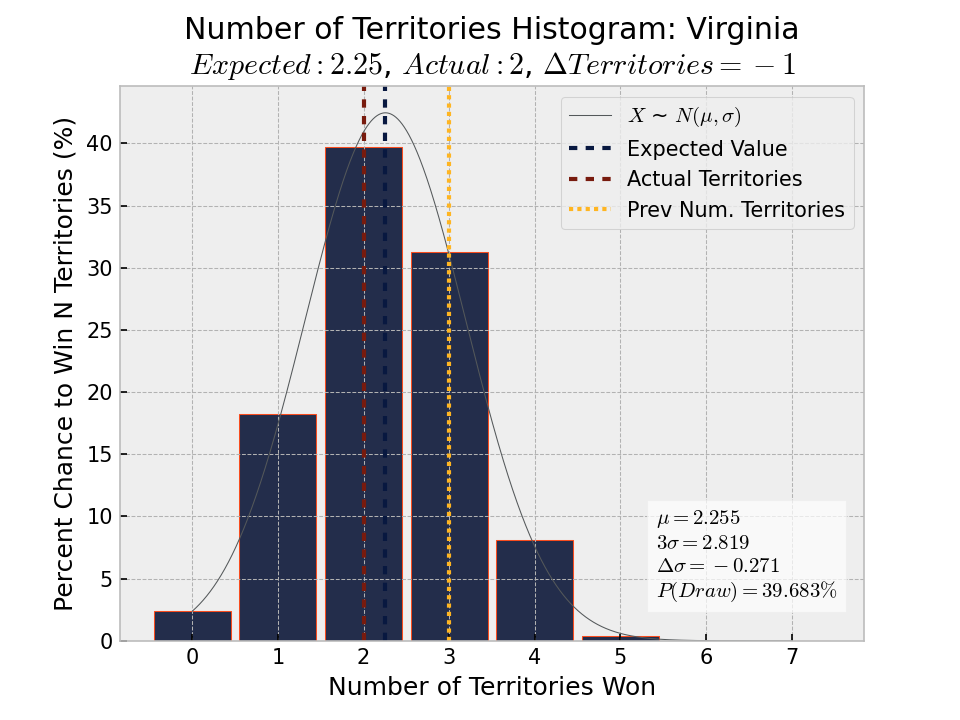 Number of Territories Histogram: Virginia
Expected : 2.25, Actual : 2, ΔTerritories = −1
Percent Chance to Win N Territories (%)
40
35
30
25
20
15
10
5
0
X ~ N(μ, σ)
Expected Value
Actual Territories
Prev Num. Territories
μ = 2.255
3σ = 2.819
Δσ = −0.271
P(Draw) = 39.683%
0 1 2 3 4 5 6 7
Number of Territories Won